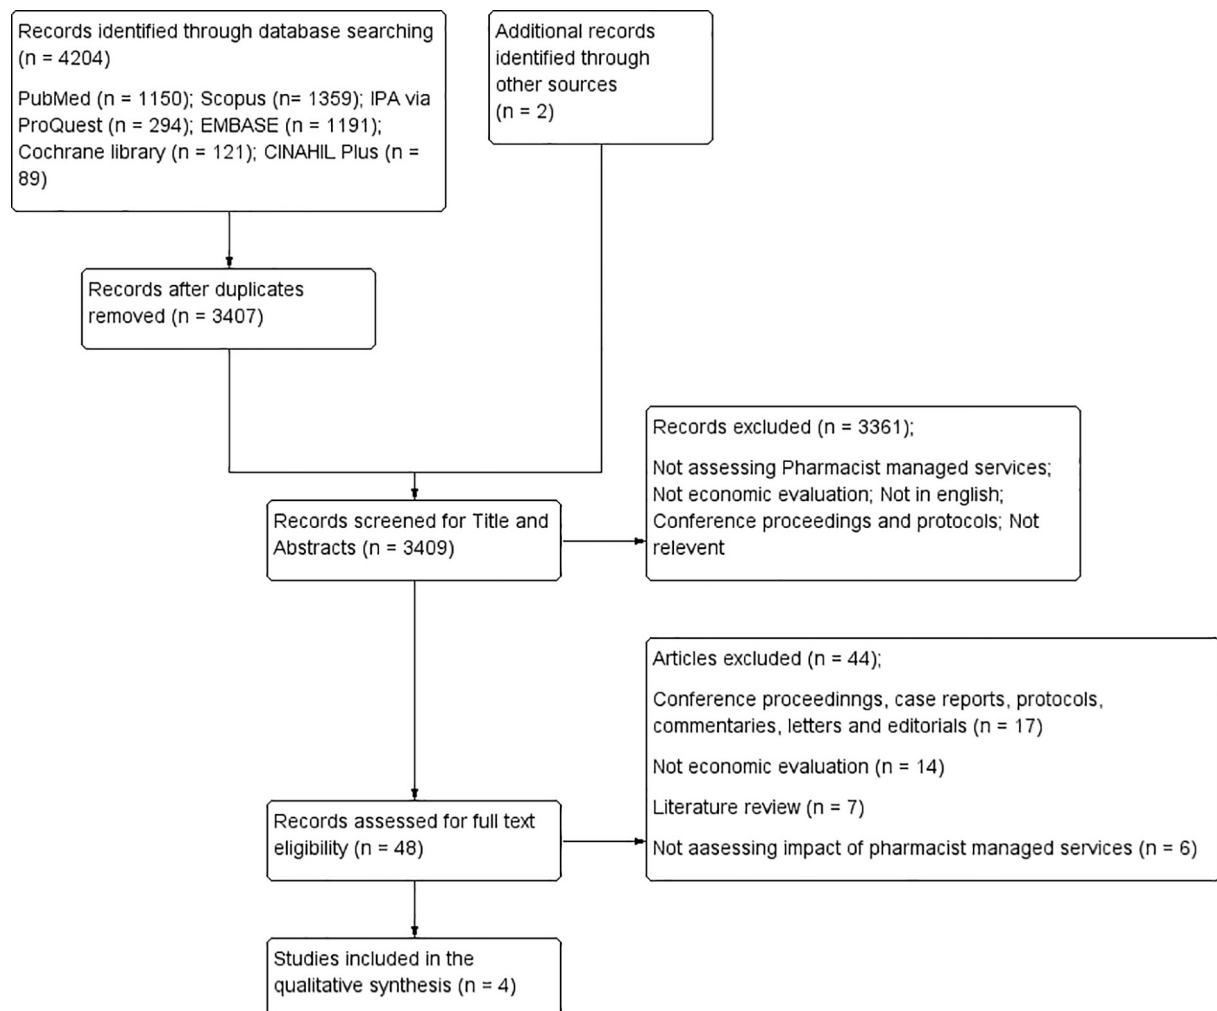 Records identified through database searching
(n = 4204)
PubMed (n = 1150); Scopus (n= 1359); IPA via
ProQuest (n = 294); EMBASE (n = 1191);
Cochrane library (n = 121); CINAHIL Plus (n =
89)
Additional records
identified through
other sources
(n = 2)
Records after duplicates
removed (n = 3407)
Records screened for Title and
Abstracts (n = 3409)
Records excluded (n = 3361);
Not assessing Pharmacist managed services;
Not economic evaluation; Not in english;
Conference proceedings and protocols; Not
relevent
Records assessed for full text
eligibility (n = 48)
Articles excluded (n = 44);
Conference proceedinngs, case reports, protocols,
commentaries, letters and editorials (n = 17)
Not economic evaluation (n = 14)
Literature review (n = 7)
Not aasessing impact of pharmacist managed services (n = 6)
Studies included in the
qualitative synthesis (n = 4)